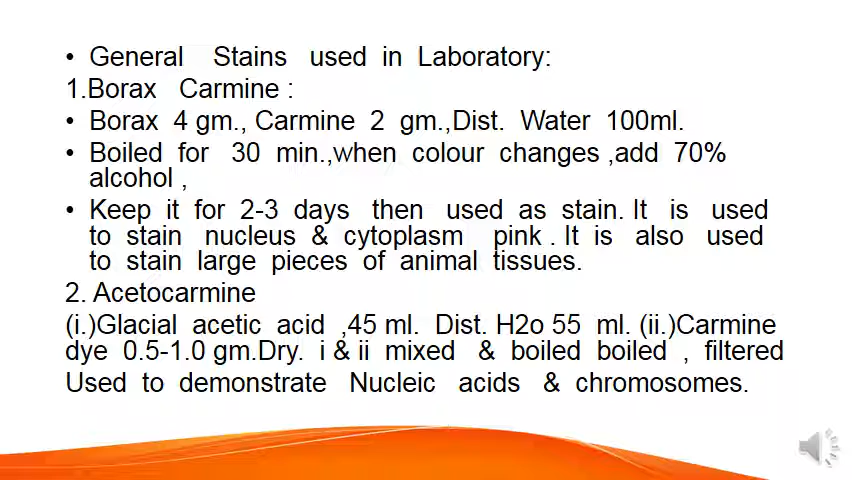 • General Stains used in Laboratory:
1.Borax Carmine :
• Borax 4 gm., Carmine 2 gm.,Dist. Water 100ml.
• Boiled for 30 min.,when colour changes ,add 70%
alcohol ,
• Keep it for 2-3 days then used as stain. It is used
to stain nucleus & cytoplasm pink . It is also used
to stain large pieces of animal tissues.
2. Acetocarmine
(i.)Glacial acetic acid ,45 ml. Dist. H2o 55 ml. (ii.)Carmine
dye 0.5-1.0 gm.Dry. i & ii mixed & boiled boiled , filtered
Used to demonstrate Nucleic acids & chromosomes.